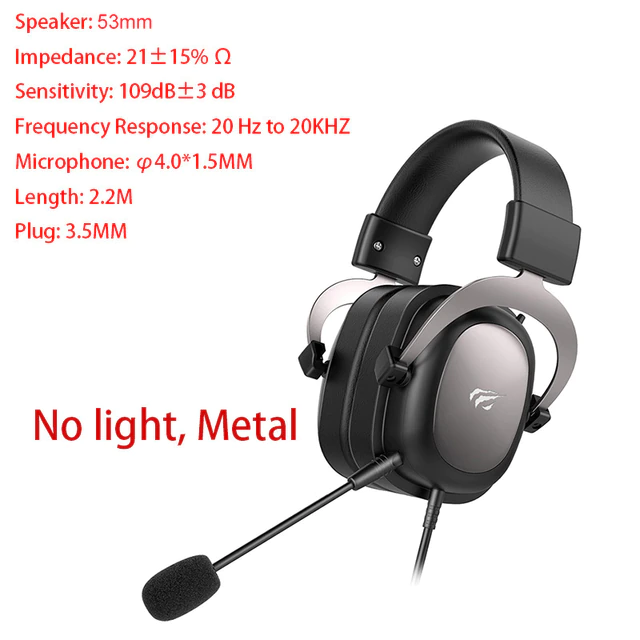 Speaker: 53mm
Impedance: 21±15% Ω
Sensitivity: 109dB±3 dB
Frequency Response: 20 Hz to 20KHZ
Microphone: φ4.0*1.5MM
Length: 2.2M
Plug: 3.5MM
No light, Metal